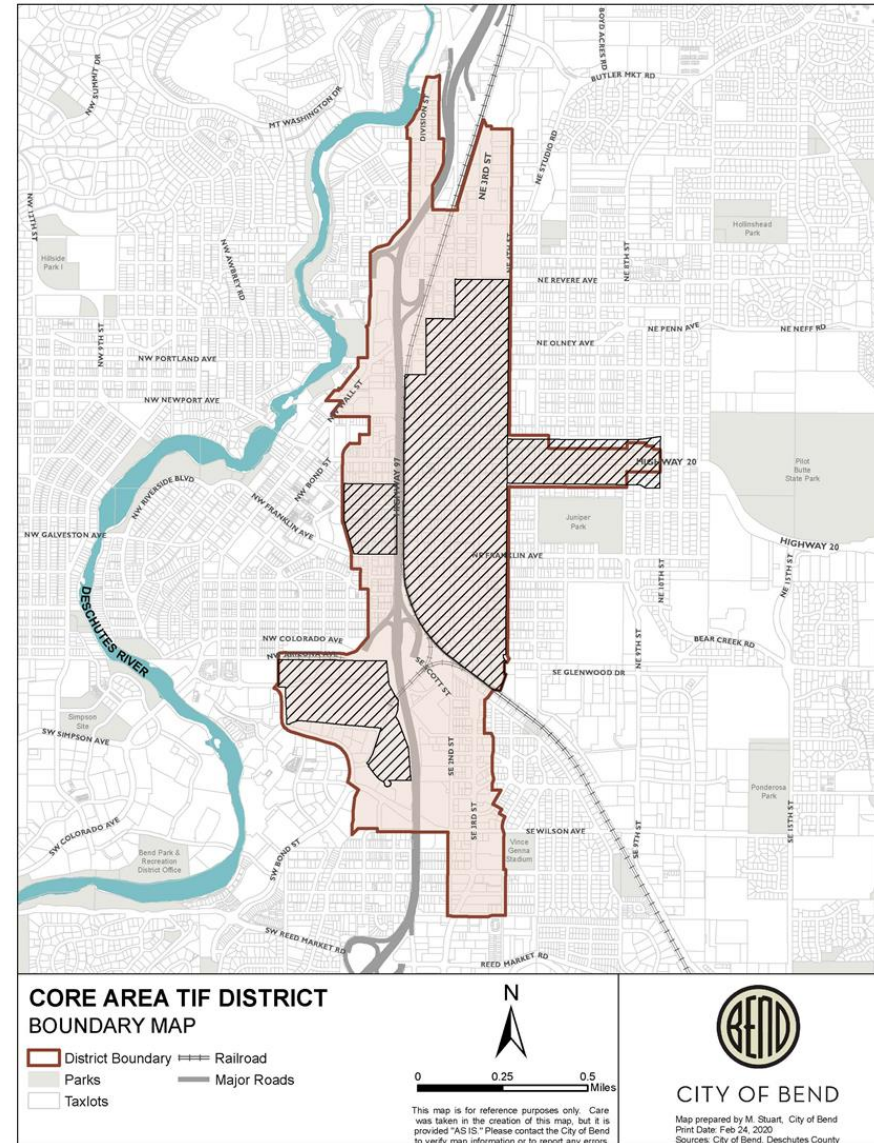 BOYD ACRES RD
BUTLER MKT RD
NW SUMMIT DR
MT WASHINGTON DR
DIVISION ST
NE 3RD ST
NE STUDIO RD
NW 12TH ST
Hollinshead
Park
Hillside
Park I
NW AWBREY RD
NE 4TH ST
NE 8TH ST
NE REVERE AVE
NW 9TH ST
NE PENN AVE
NE NEFF RD
NE OLNEY AVE
NW PORTLAND AVE
NW NEWPORT AVE
NW WALL ST
HIGHWAY 20
Pilot
Butte
State Park
NW BOND ST
HIGHWAY 97
NW RIVERSIDE BLVD
NW FRANKLIN AVE
Juniper
Park
NW GALVESTON AVE
NE FRANKLIN AVE
HIGHWAY 20
NE 10TH ST
NE 15TH ST
DESCHUTES RIVER
NW COLORADO AVE
NE 9TH ST
BEAR CREEK RD
SE SCOTT ST
SE GLENWOOD DR
Simpson
Site
SW SIMPSON AVE
SE 2ND ST
Ponderosa
Park
SE 3RD ST
SE WILSON AVE
SW COLORADO AVE
Bend Park &
Recreation
District Office
SW BOND ST
Vince
Genna
Stadium
SE 9TH ST
SE 15TH ST
SW REED MARKET RD
REED MARKET RD
CORE AREA TIF DISTRICT
BOUNDARY MAP
District Boundary
Railroad
Parks
Major Roads
Taxlots
N
0 0.25 0.5
Miles
This map is for reference purposes only. Care
was taken in the creation of this map, but it is
provided "AS IS." Please contact the City of Bend
to verify map information or to report any errors.
BEND
CITY OF BEND
Map prepared by M. Stuart, City of Bend
Print Date: Feb 24, 2020
Sources: City of Bend, Deschutes County